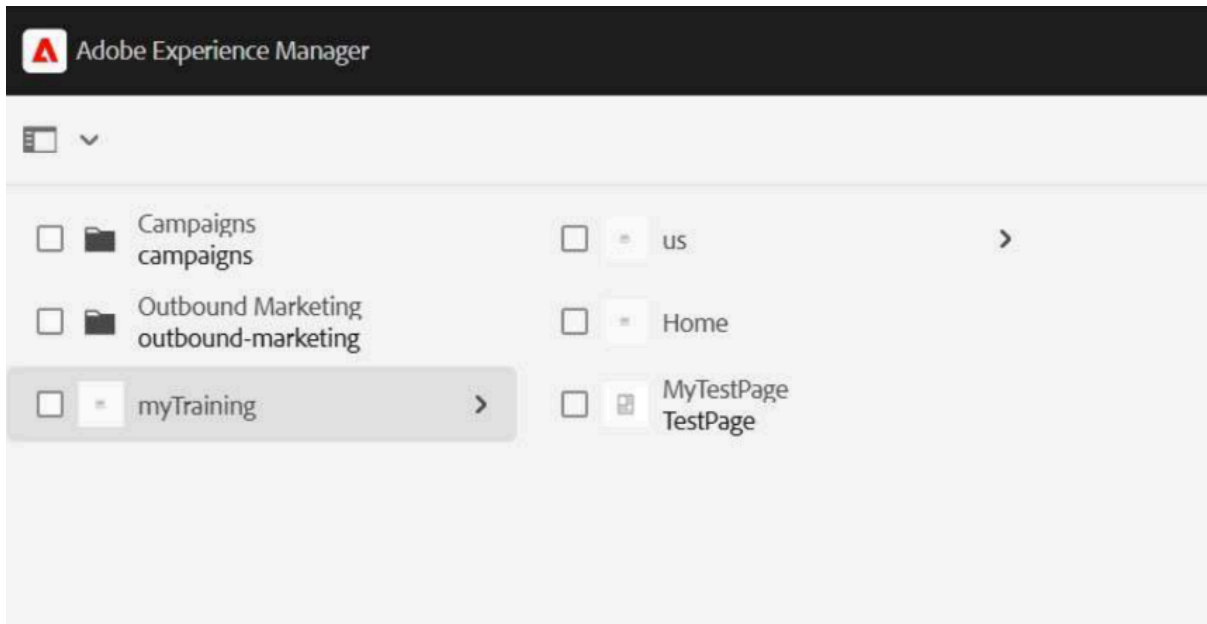 Adobe Experience Manager
Campaigns
campaigns
Outbound Marketing
outbound-marketing
myTraining
us
Home
MyTestPage
TestPage